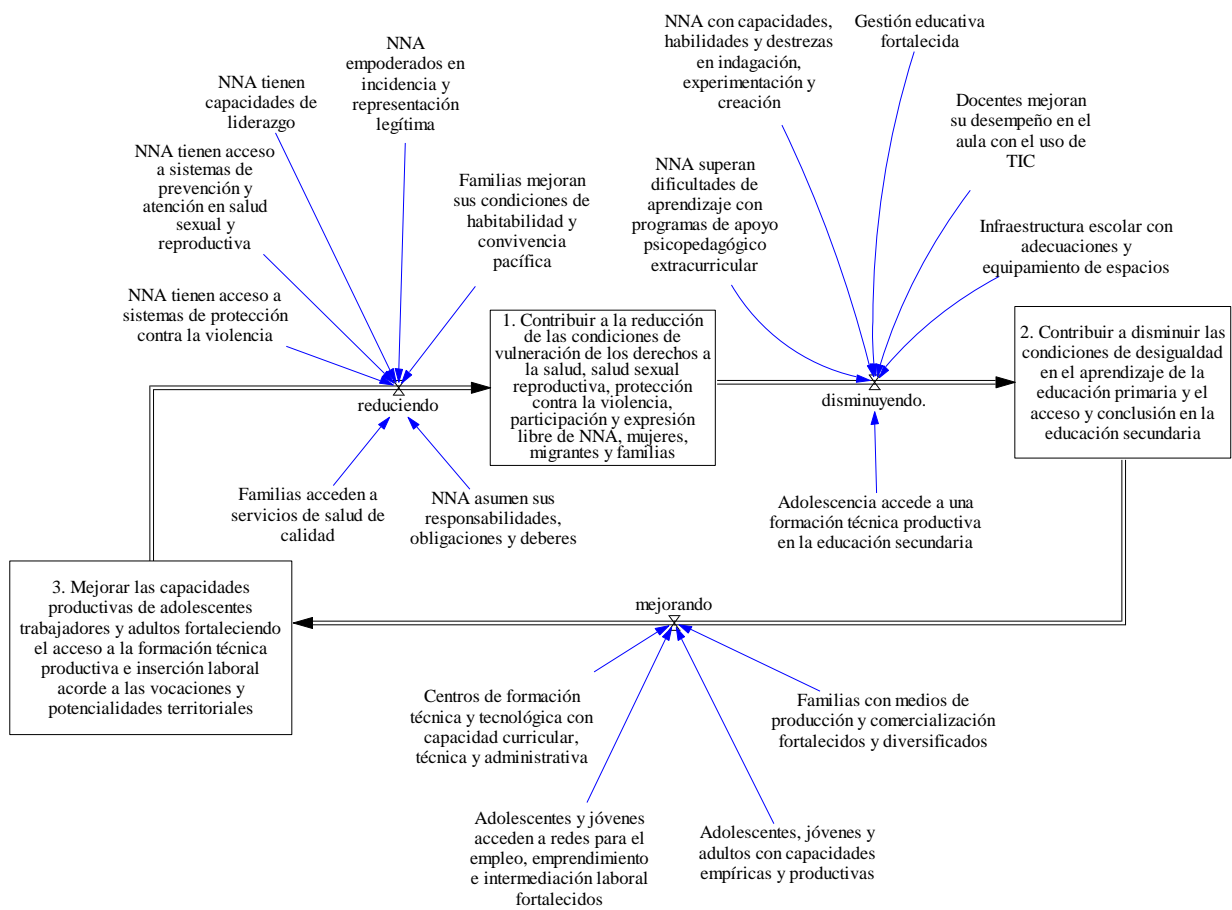 NNA
empoderados en
incidencia y
representación
legítima
NNA tienen
capacidades de
liderazgo
NNA tienen acceso
a sistemas de
prevención y
atención en salud
sexual y
reproductiva
Familias mejoran
sus condiciones de
habitabilidad y
convivencia
pacífica
NNA tienen acceso a
sistemas de protección
contra la violencia
reduciendo
Familias acceden a
servicios de salud de
calidad
NNA asumen sus
responsabilidades,
obligaciones y deberes
1. Contribuir a la reducción
de las condiciones de
vulneración de los derechos a
la salud, salud sexual
reproductiva, protección
contra la violencia,
participación y expresión
libre de NNA, mujeres,
migrantes y familias
NNA con capacidades,
habilidades y destrezas
en indagación,
experimentación y
creación
Gestión educativa
fortalecida
Docentes mejoran
su desempeño en el
aula con el uso de
TIC
NNA superan
dificultades de
aprendizaje con
programas de apoyo
psicopedagógico
extracurricular
Infraestructura escolar con
adecuaciones y
equipamiento de espacios
disminuyendo.
Adolescencia accede a una
formación técnica productiva
en la educación secundaria
2. Contribuir a disminuir las
condiciones de desigualdad
en el aprendizaje de la
educación primaria y el
acceso y conclusión en la
educación secundaria
3. Mejorar las capacidades
productivas de adolescentes
trabajadores y adultos fortaleciendo
el acceso a la formación técnica
productiva e inserción laboral
acorde a las vocaciones y
potencialidades territoriales
mejorando
Centros de formación
técnica y tecnológica con
capacidad curricular,
técnica y administrativa
Familias con medios de
producción y comercialización
fortalecidos y diversificados
Adolescentes y jóvenes
acceden a redes para el
empleo, emprendimiento
e intermediación laboral
fortalecidos
Adolescentes, jóvenes y
adultos con capacidades
empíricas y productivas